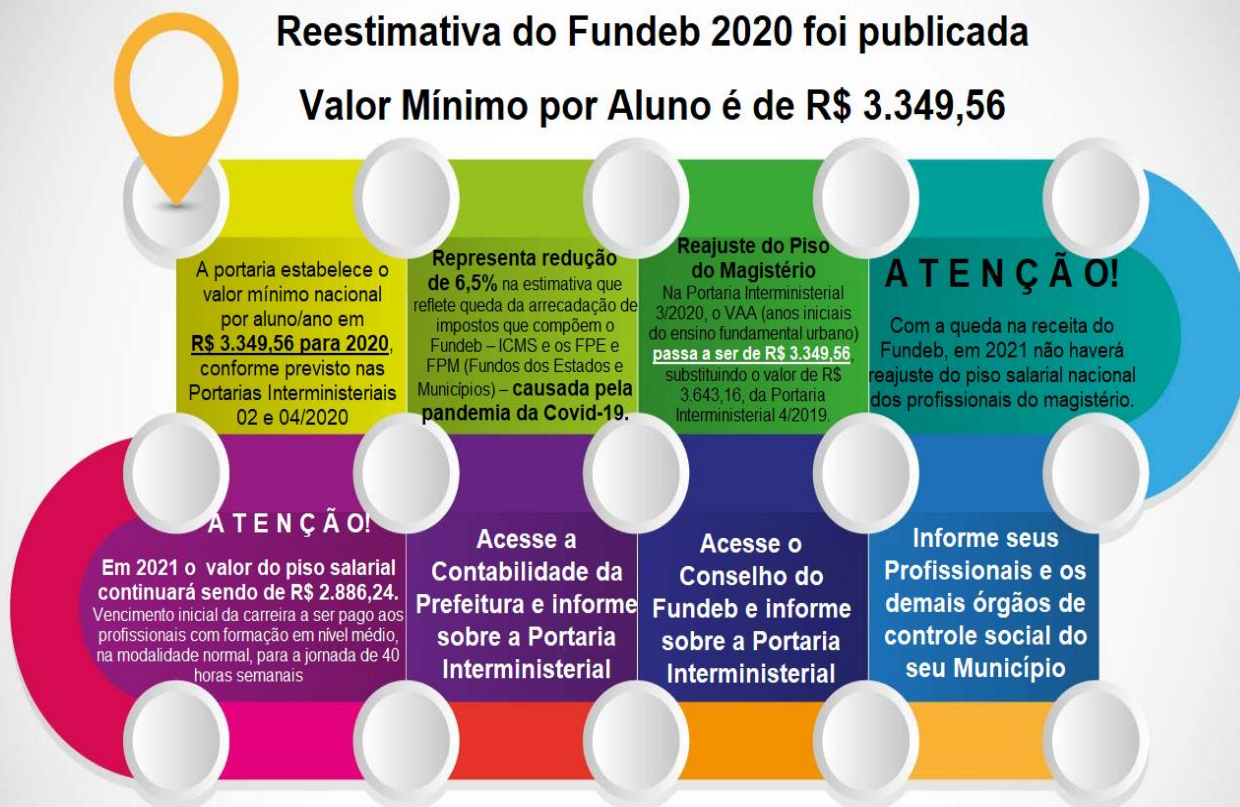 Reestimativa do Fundeb 2020 foi publicada
Valor Mínimo por Aluno é de R$ 3.349,56
A portaria estabelece o
valor mínimo nacional
por aluno/ano em
R$ 3.349,56 para 2020,
conforme previsto nas
Portarias Interministeriais
02 e 04/2020
Representa redução
de 6,5% na estimativa que
reflete queda da arrecadação de
impostos que compõem o
Fundeb – ICMS e os FPE e
FPM (Fundos dos Estados e
Municípios) – causada pela
pandemia da Covid-19.
Reajuste do Piso
do Magistério
Na Portaria Interministerial
3/2020, o VAA (anos iniciais
do ensino fundamental urbano)
passa a ser de R$ 3.349,56,
substituindo o valor de R$
3.643,16, da Portaria
Interministerial 4/2019.
A T E N Ç Ã O!
Com a queda na receita do
Fundeb, em 2021 não haverá
reajuste do piso salarial nacional
dos profissionais do magistério.
A T E N Ç Ã O!
Em 2021 o valor do piso salarial
continuará sendo de R$ 2.886,24.
Vencimento inicial da carreira a ser pago aos
profissionais com formação em nível médio,
na modalidade normal, para a jornada de 40
horas semanais
Acesse a
Contabilidade da
Prefeitura e informe
sobre a Portaria
Interministerial
Acesse o
Conselho do
Fundeb e informe
sobre a Portaria
Interministerial
Informe seus
Profissionais e os
demais órgãos de
controle social do
seu Município